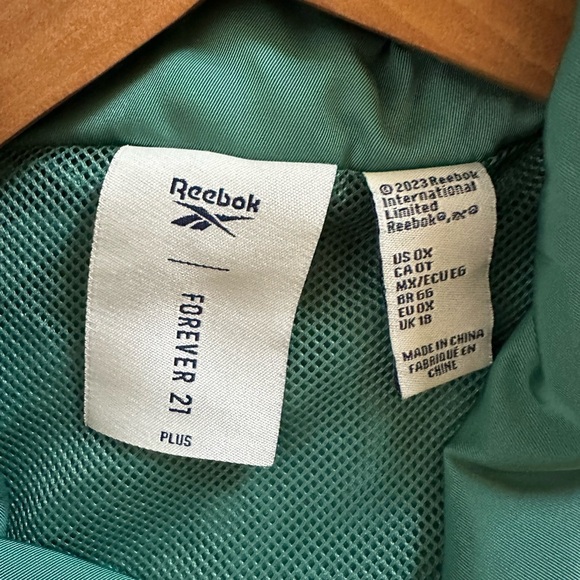 Reebok
FOREVER 21
PLUS
© 2023 Reebok
International
Limited
Reebok®,
US 0X
CA 0T
MX/ECU EG
BR GG
EU 0X
UK 18
MADE IN CHINA
FABRIQUÉ EN
CHINE